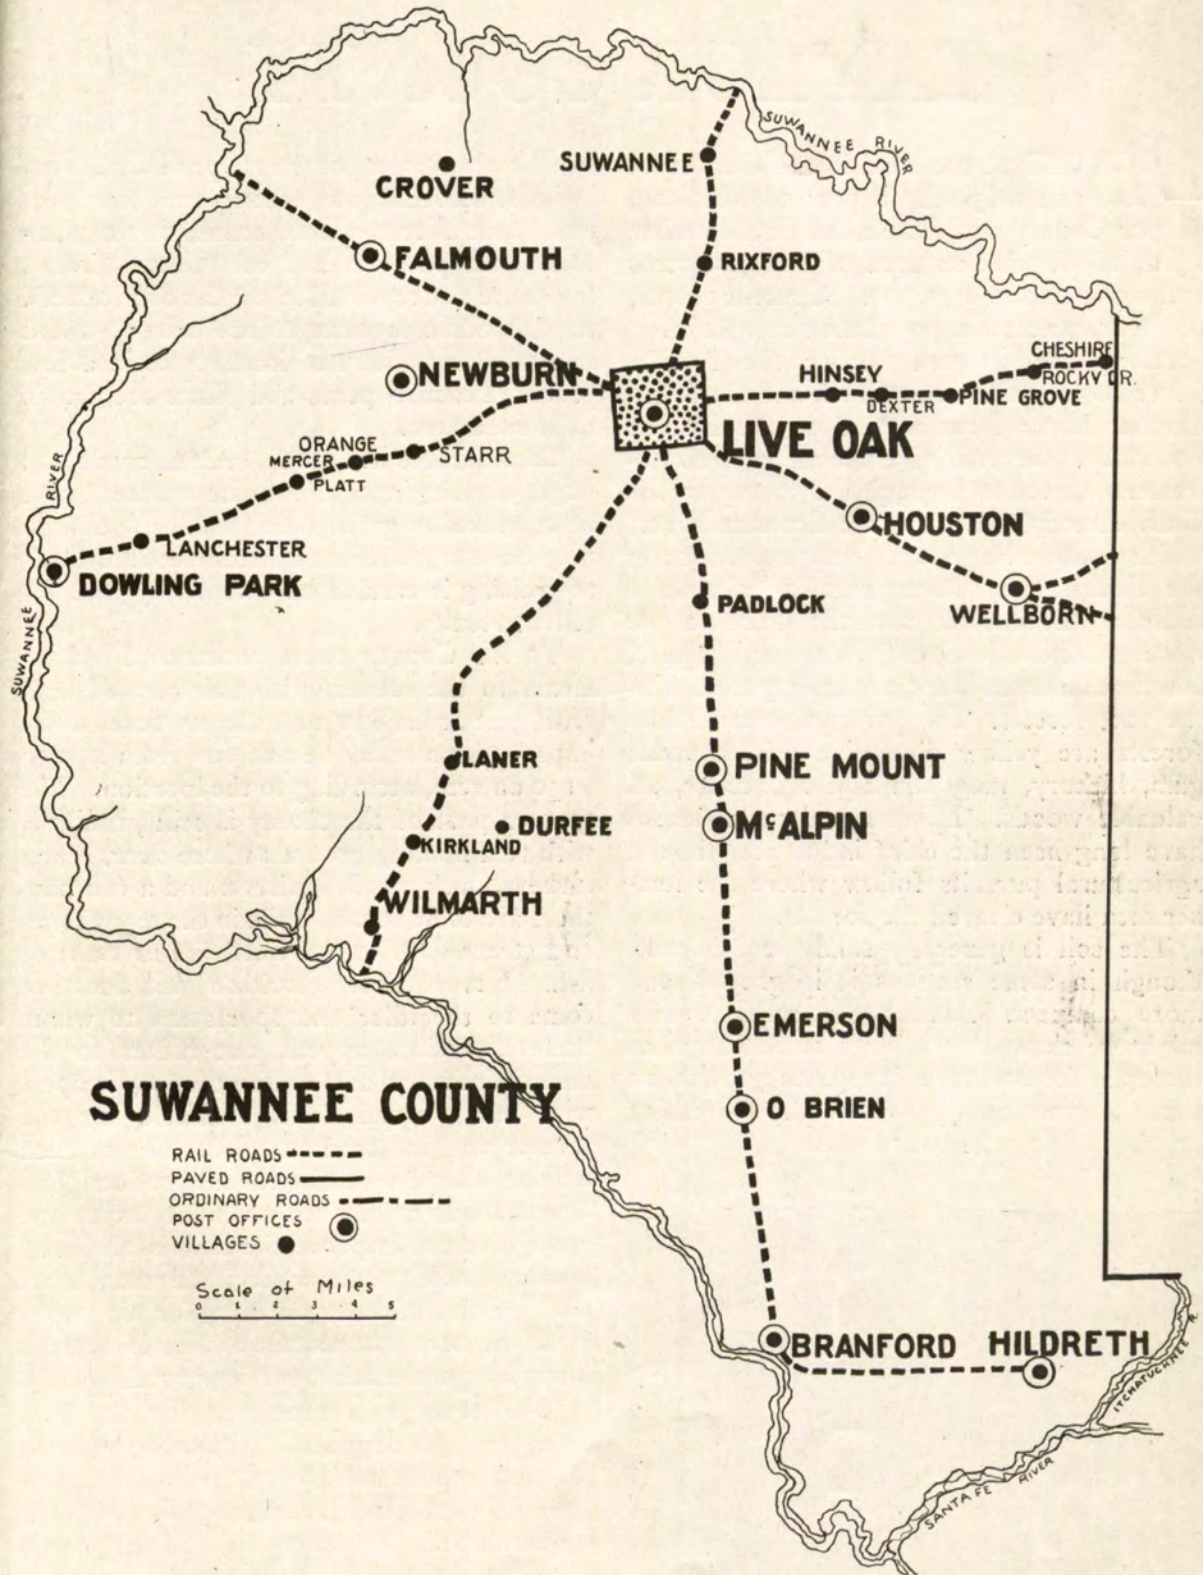 SUWANNEE RIVER
SUWANNEE
CROVER
FALMOUTH
RIXFORD
NEWBURN
HINSEY
CHESHIRE
ROCKY DR.
DEXTER
PINE GROVE
LIVE OAK
ORANGE
MERCER
STARR
PLATT
RIVER
HOUSTON
LANCHESTER
DOWLING PARK
WELLBORN
PADLOCK
SUWANNEE
LANER
PINE MOUNT
DURFEE
McALPIN
KIRKLAND
WILMARTH
EMERSON
SUWANNEE COUNTY
O BRIEN
RAIL ROADS
PAVED ROADS
ORDINARY ROADS
POST OFFICES
VILLAGES
Scale of Miles
0 1 2 3 4 5
BRANFORD
HILDRETH
ITCHATUCKNEE R.
SANTA FE RIVER